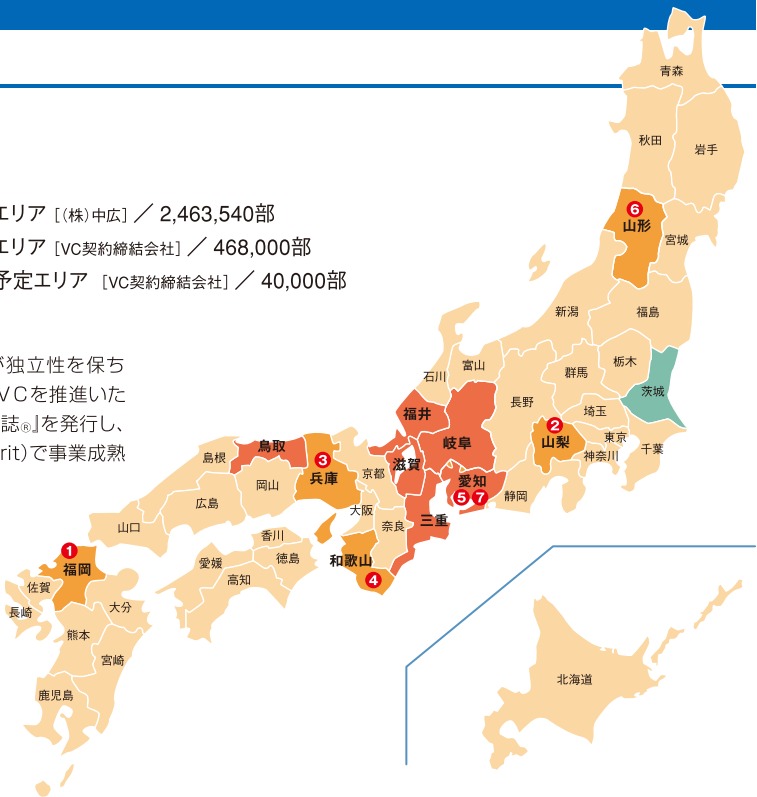 エリア [(株)中広] ／ 2,463,540部
エリア [VC契約締結会社] ／ 468,000部
予定エリア [VC契約締結会社] ／ 40,000部
が独立性を保ち
ＶＣを推進いた
誌®』を発行し、
rit)で事業成熟
青森
秋田
岩手
❻
山形
宮城
新潟
福島
栃木
群馬
茨城
埼玉
東京
千葉
神奈川
❷
山梨
長野
静岡
富山
石川
福井
岐阜
愛知
❺ ❼
三重
滋賀
京都
大阪
奈良
和歌山
❹
❸
兵庫
鳥取
岡山
島根
広島
山口
香川
徳島
愛媛
高知
❶
福岡
佐賀
長崎
大分
熊本
宮崎
鹿児島
北海道